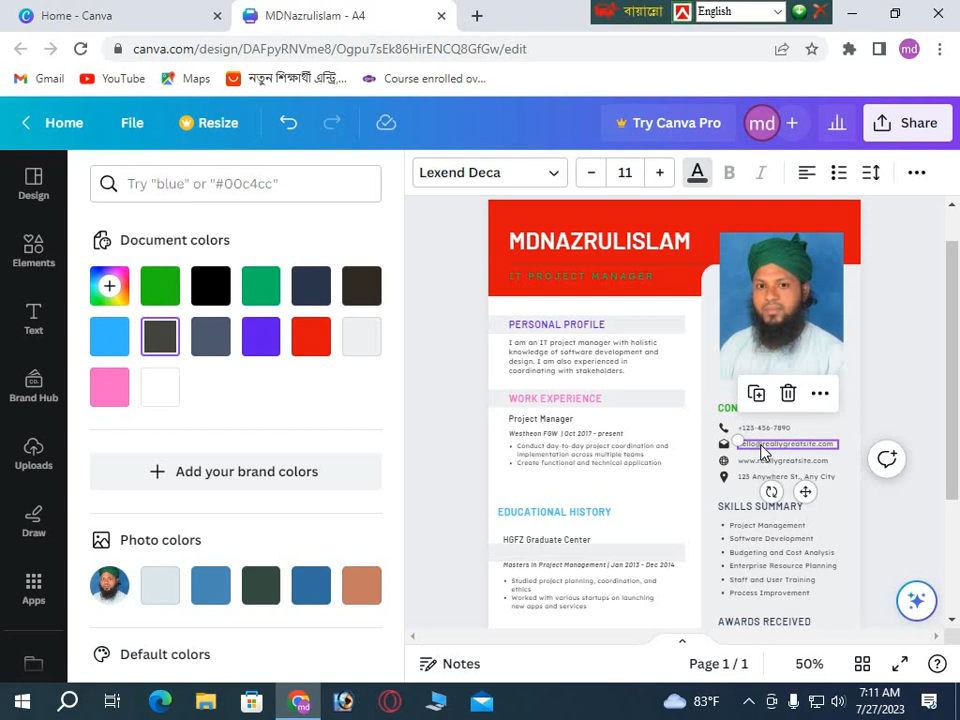 Home - Canva
MDNazrulIslam - A4
বায়ান্নো
English
canva.com/design/DAFpyRNVme8/Ogpu7sEk86HirENCQ8GfGw/edit
md
Gmail
YouTube
Maps
নতুন শিক্ষার্থী এন্ট্রি,...
Course enrolled ov...
Home
File
Resize
Try Canva Pro
md
Share
Design
Elements
Text
Brand Hub
Uploads
Draw
Apps
Try "blue" or "#00c4cc"
Document colors
Add your brand colors
Photo colors
Default colors
Lexend Deca
11
A
B
I
MDNAZRULISLAM
IT PROJECT MANAGER
PERSONAL PROFILE
I am an IT project manager with holistic
knowledge of software development and
design. I am also experienced in
coordinating with stakeholders.
WORK EXPERIENCE
Project Manager
Westheon FGW | Oct 2017 - present
Conduct day-to-day project coordination and
implementation across multiple teams
Create functional and technical application
EDUCATIONAL HISTORY
HGFZ Graduate Center
Masters in Project Management | Jan 2013 - Dec 2014
Studied project planning, coordination, and
ethics
Worked with various startups on launching
new apps and services
CON
+123-456-7890
hello@reallygreatsite.com
www.reallygreatsite.com
123 Anywhere St., Any City
SKILLS SUMMARY
Project Management
Software Development
Budgeting and Cost Analysis
Enterprise Resource Planning
Staff and User Training
Process Improvement
AWARDS RECEIVED
Notes
Page 1 / 1
50%
83°F
7:11 AM
7/27/2023